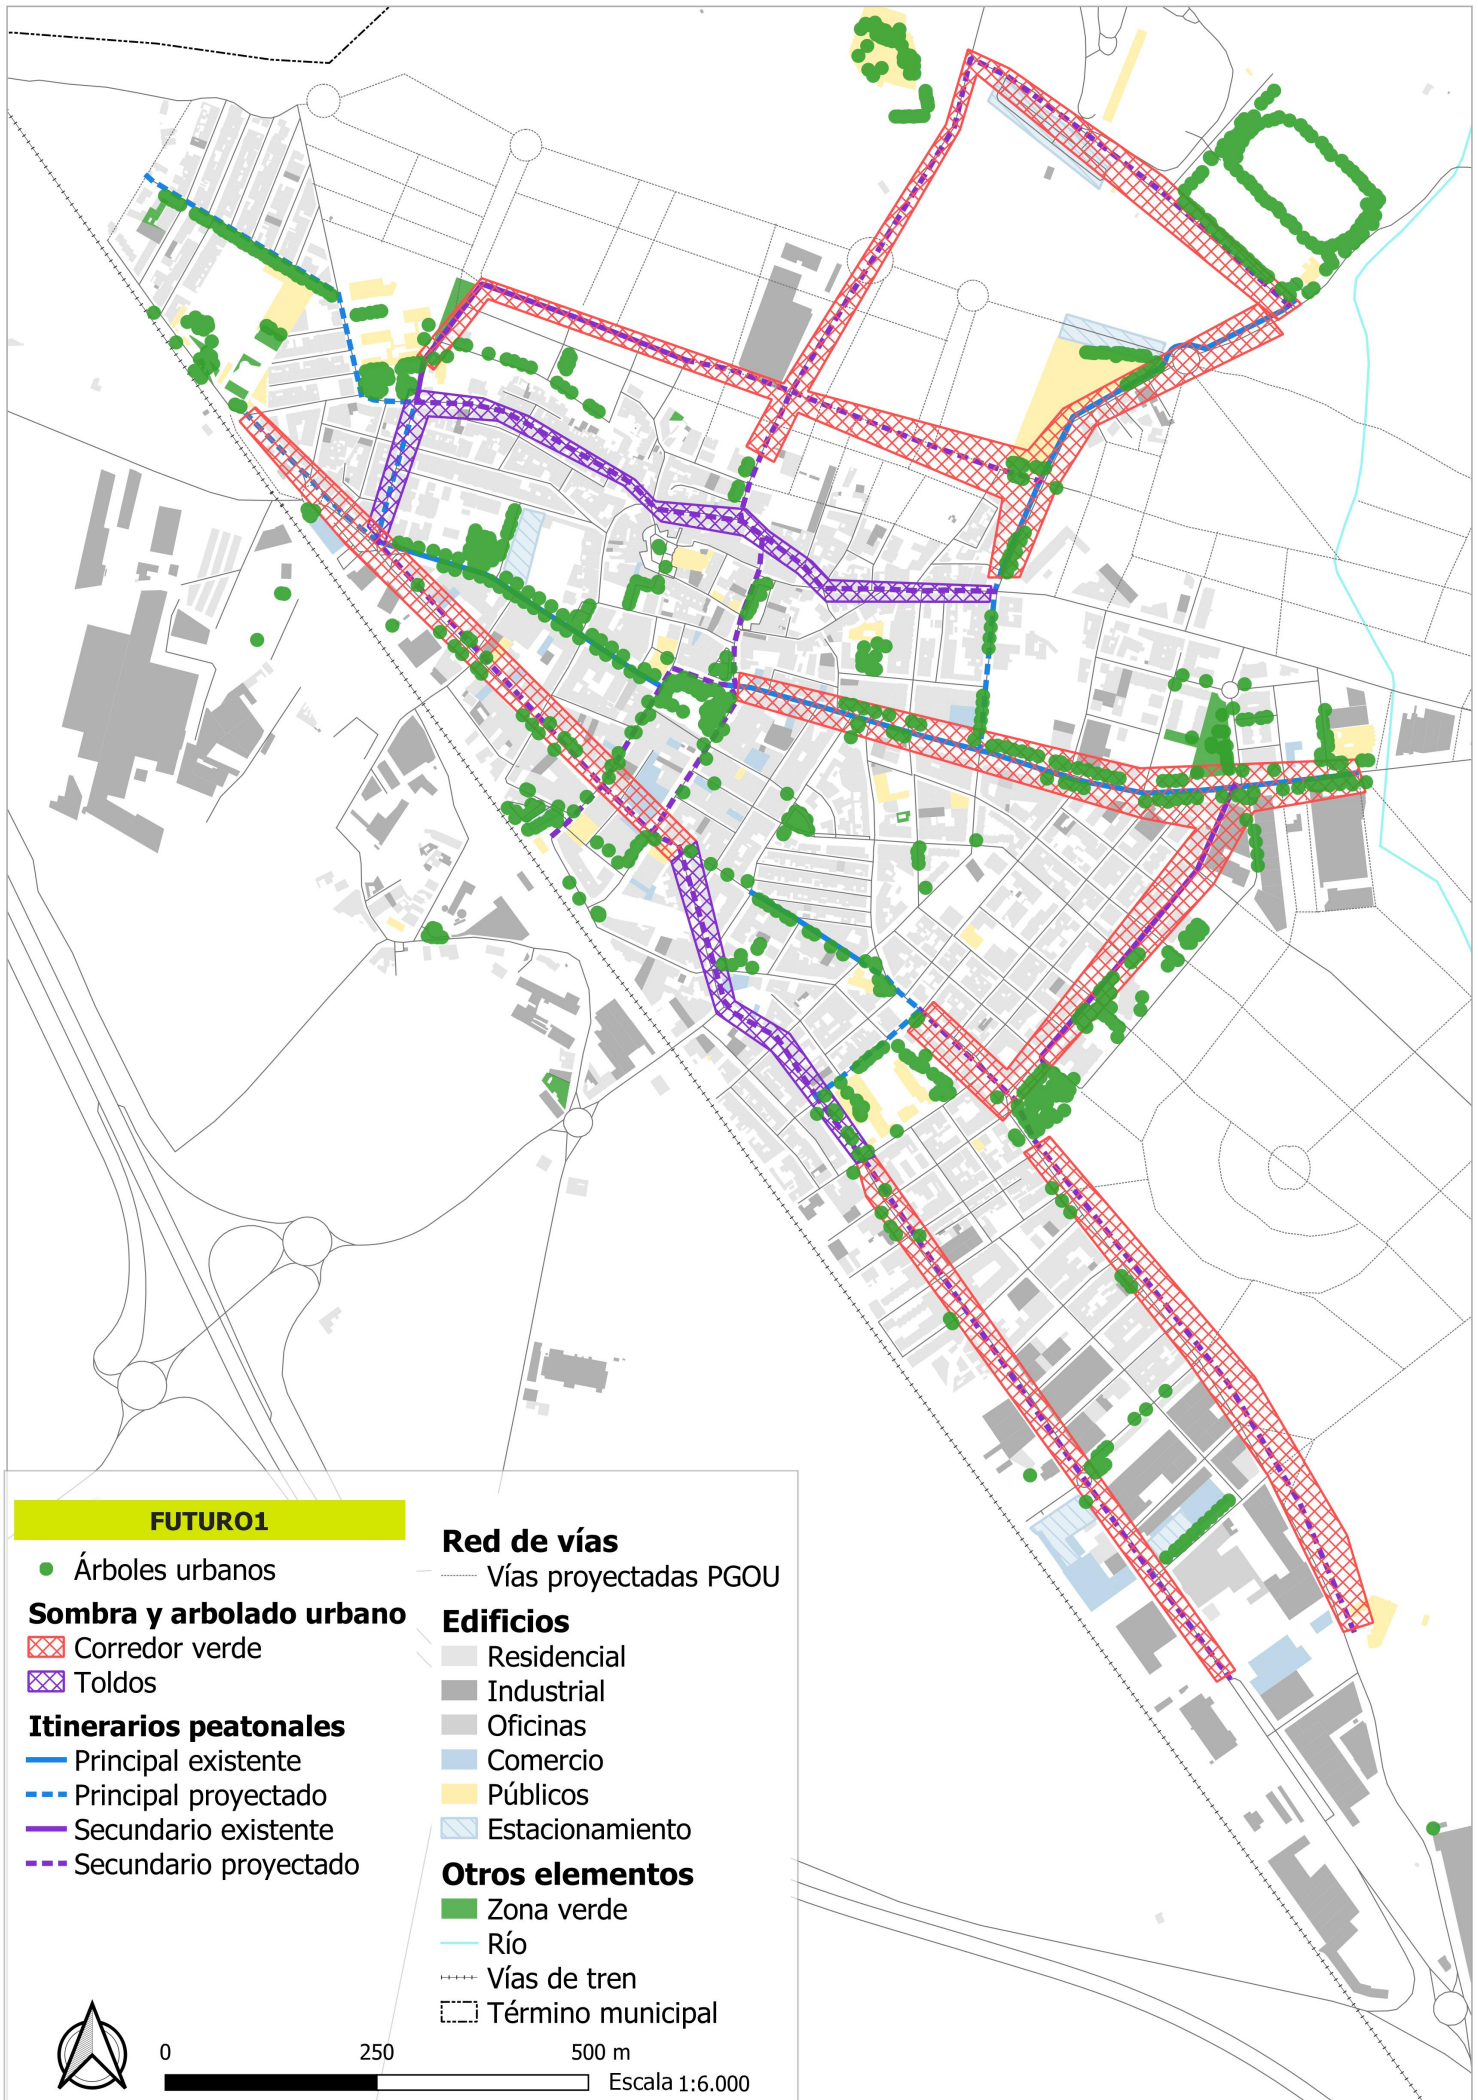 FUTURO1
Árboles urbanos
Sombra y arbolado urbano
Corredor verde
Toldos
Itinerarios peatonales
Principal existente
Principal proyectado
Secundario existente
Secundario proyectado
Red de vías
Vías proyectadas PGOU
Edificios
Residencial
Industrial
Oficinas
Comercio
Públicos
Estacionamiento
Otros elementos
Zona verde
Río
Vías de tren
Término municipal
0 250 500 m
Escala 1:6.000